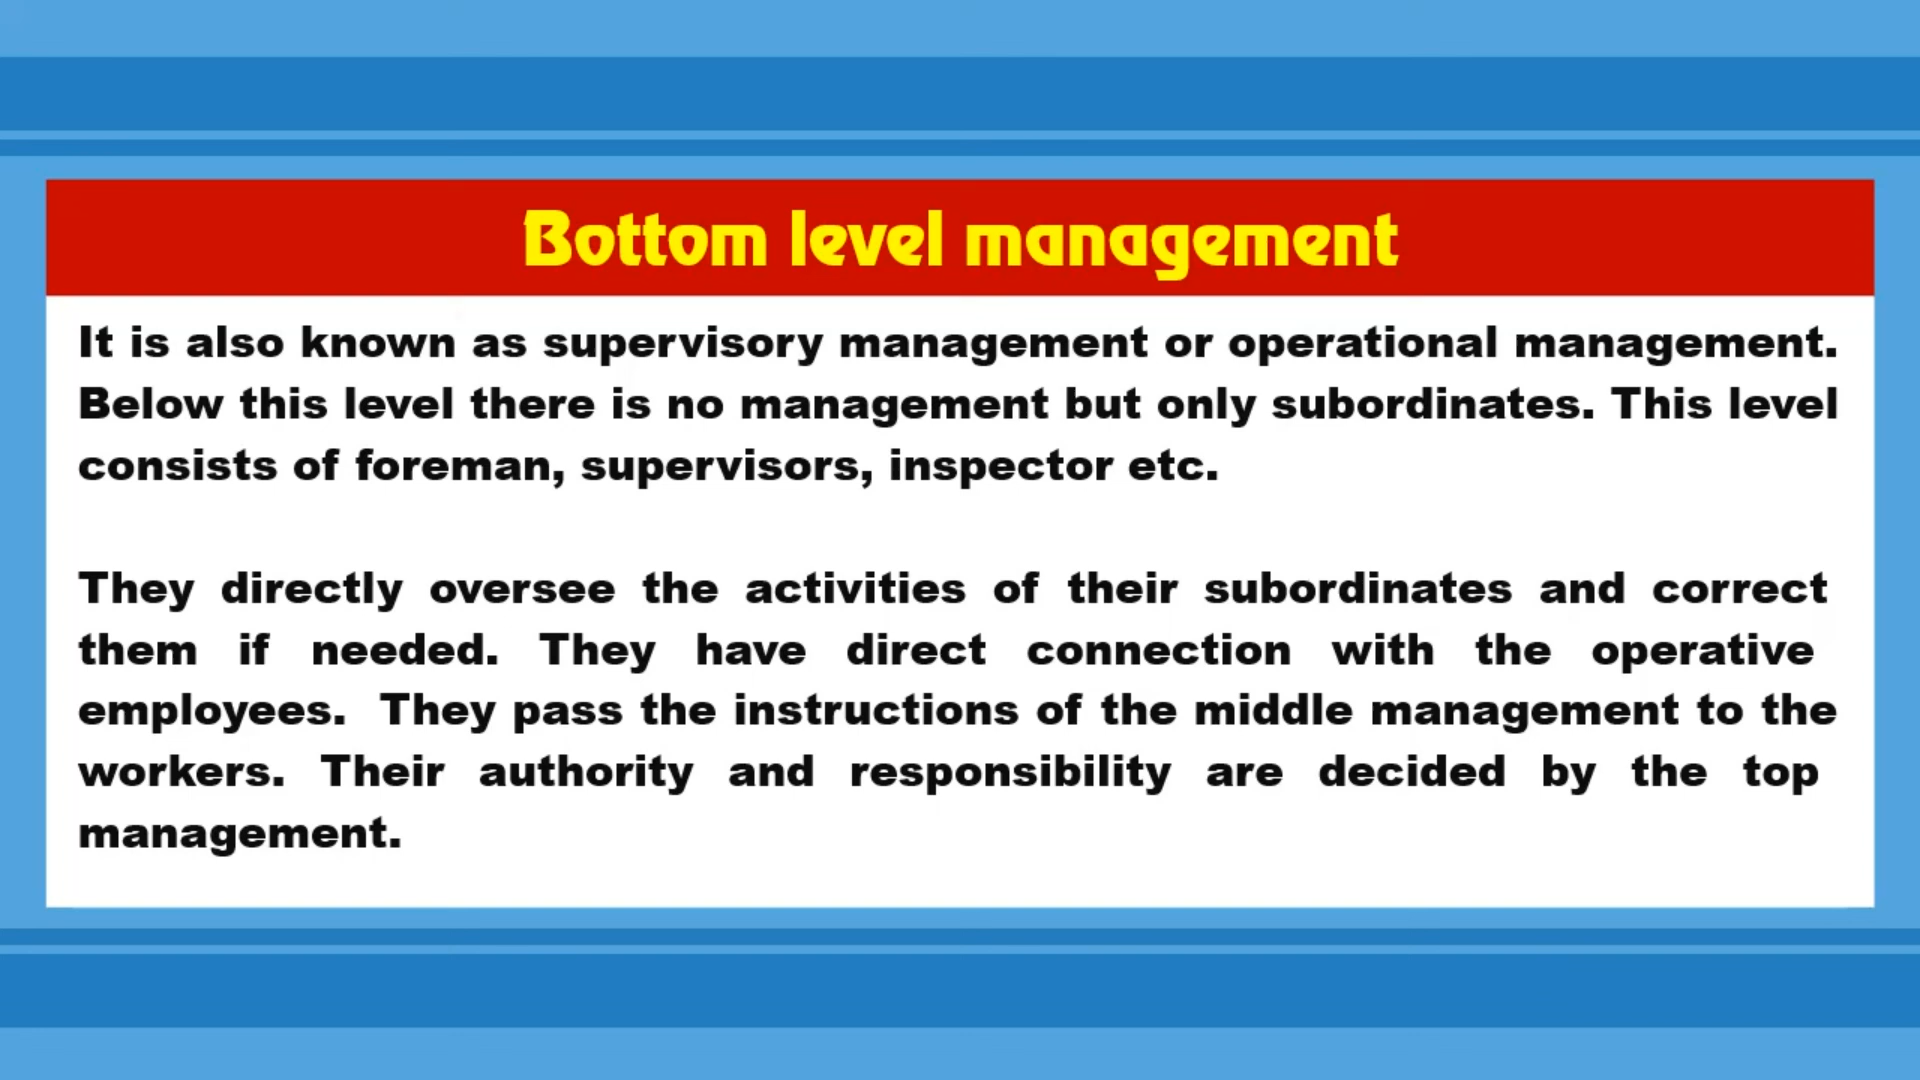 Bottom level management
It is also known as supervisory management or operational management.
Below this level there is no management but only subordinates. This level
consists of foreman, supervisors, inspector etc.
They directly oversee the activities of their subordinates and correct
them if needed. They have direct connection with the operative
employees. They pass the instructions of the middle management to the
workers. Their authority and responsibility are decided by the top
management.